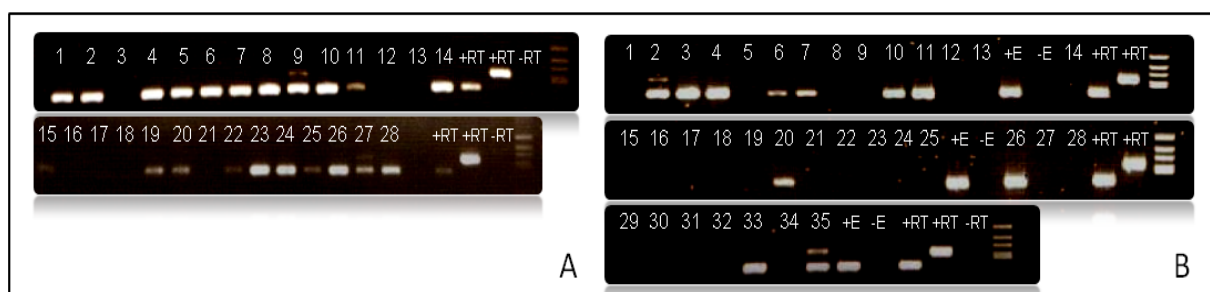 1 2 3 4 5 6 7 8 9 10 11 12 13 14 +RT +RT -RT
15 16 17 18 19 20 21 22 23 24 25 26 27 28 +RT +RT -RT
A
1 2 3 4 5 6 7 8 9 10 11 12 13 +E -E 14 +RT +RT
15 16 17 18 19 20 21 22 23 24 25 +E -E 26 27 28 +RT +RT
29 30 31 32 33 34 35 +E -E +RT +RT -RT
B